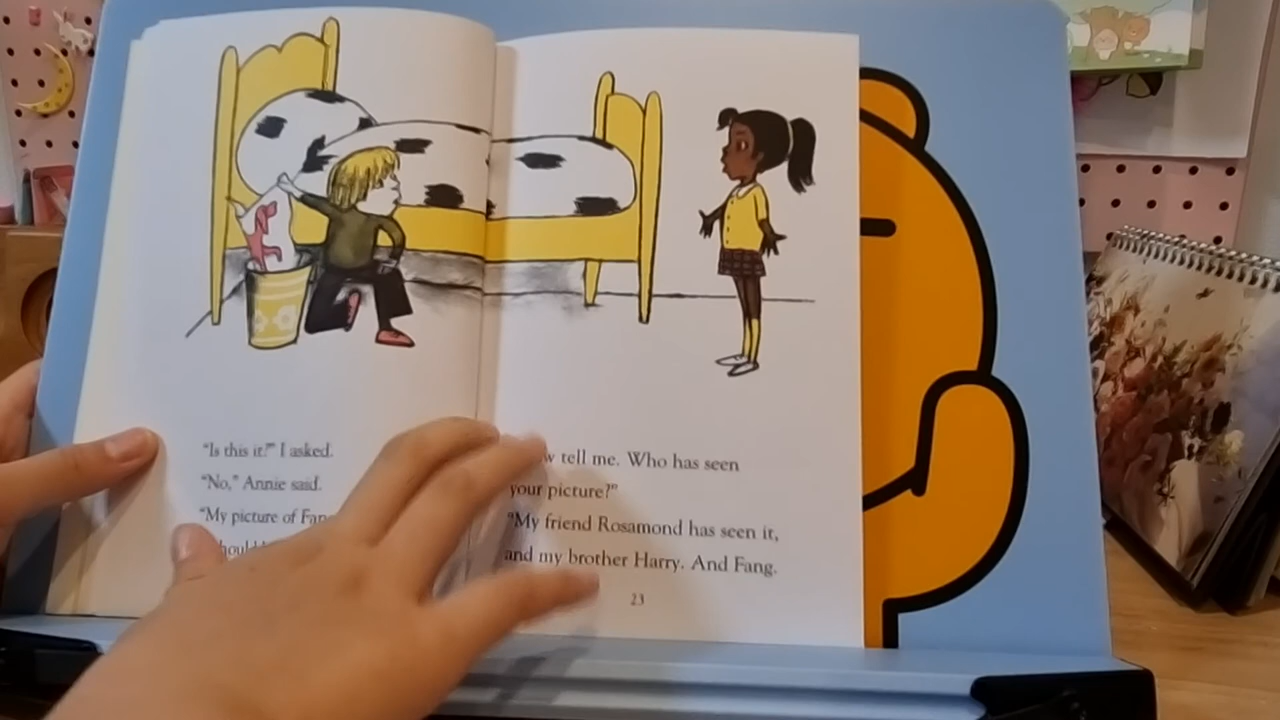 "Is this it?" I asked.
"No," Annie said.
"My picture of
tell me. Who has seen
your picture?"
"My friend Rosamond has seen it,
and my brother Harry. And Fang.
23